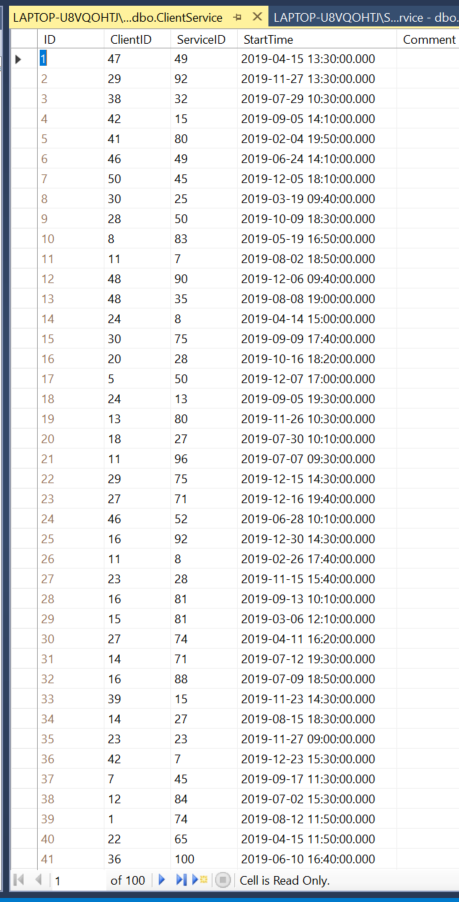 LAPTOP-U8VQOHTJ\...dbo.ClientService LAPTOP-U8VQOHTJ\S...rvice - dbo.
ID ClientID ServiceID StartTime Comment
1 47 49 2019-04-15 13:30:00.000
2 29 92 2019-11-27 13:30:00.000
3 38 32 2019-07-29 10:30:00.000
4 42 15 2019-09-05 14:10:00.000
5 41 80 2019-02-04 19:50:00.000
6 46 49 2019-06-24 14:10:00.000
7 50 45 2019-12-05 18:10:00.000
8 30 25 2019-03-19 09:40:00.000
9 28 50 2019-10-09 18:30:00.000
10 8 83 2019-05-19 16:50:00.000
11 11 7 2019-08-02 18:50:00.000
12 48 90 2019-12-06 09:40:00.000
13 48 35 2019-08-08 19:00:00.000
14 24 8 2019-04-14 15:00:00.000
15 30 75 2019-09-09 17:40:00.000
16 20 28 2019-10-16 18:20:00.000
17 5 50 2019-12-07 17:00:00.000
18 24 13 2019-09-05 19:30:00.000
19 13 80 2019-11-26 10:30:00.000
20 18 27 2019-07-30 10:10:00.000
21 11 96 2019-07-07 09:30:00.000
22 29 75 2019-12-15 14:30:00.000
23 27 71 2019-12-16 19:40:00.000
24 46 52 2019-06-28 10:10:00.000
25 16 92 2019-12-30 14:30:00.000
26 11 8 2019-02-26 17:40:00.000
27 23 28 2019-11-15 15:40:00.000
28 16 81 2019-09-13 10:10:00.000
29 15 81 2019-03-06 12:10:00.000
30 27 74 2019-04-11 16:20:00.000
31 14 71 2019-07-12 19:30:00.000
32 16 88 2019-07-09 18:50:00.000
33 39 15 2019-11-23 14:30:00.000
34 14 27 2019-08-15 18:30:00.000
35 23 23 2019-11-27 09:00:00.000
36 42 7 2019-12-23 15:30:00.000
37 7 45 2019-09-17 11:30:00.000
38 12 84 2019-07-02 15:30:00.000
39 1 74 2019-08-12 11:50:00.000
40 22 65 2019-04-15 11:50:00.000
41 36 100 2019-06-10 16:40:00.000
1 of 100 Cell is Read Only.